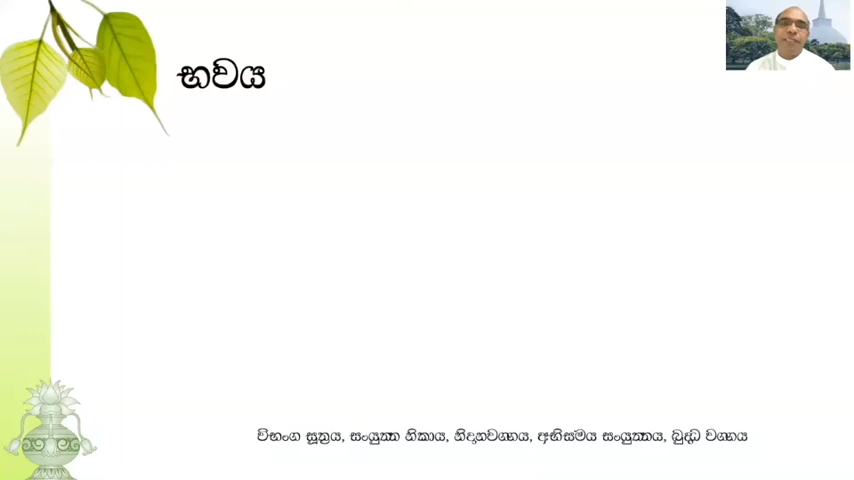 භවය
විභංග සූත්‍රය, සංයුත්ත නිකාය, නිදානවග්ගය, අභිසමය සංයුත්තය, බුද්ධ වග්ගය